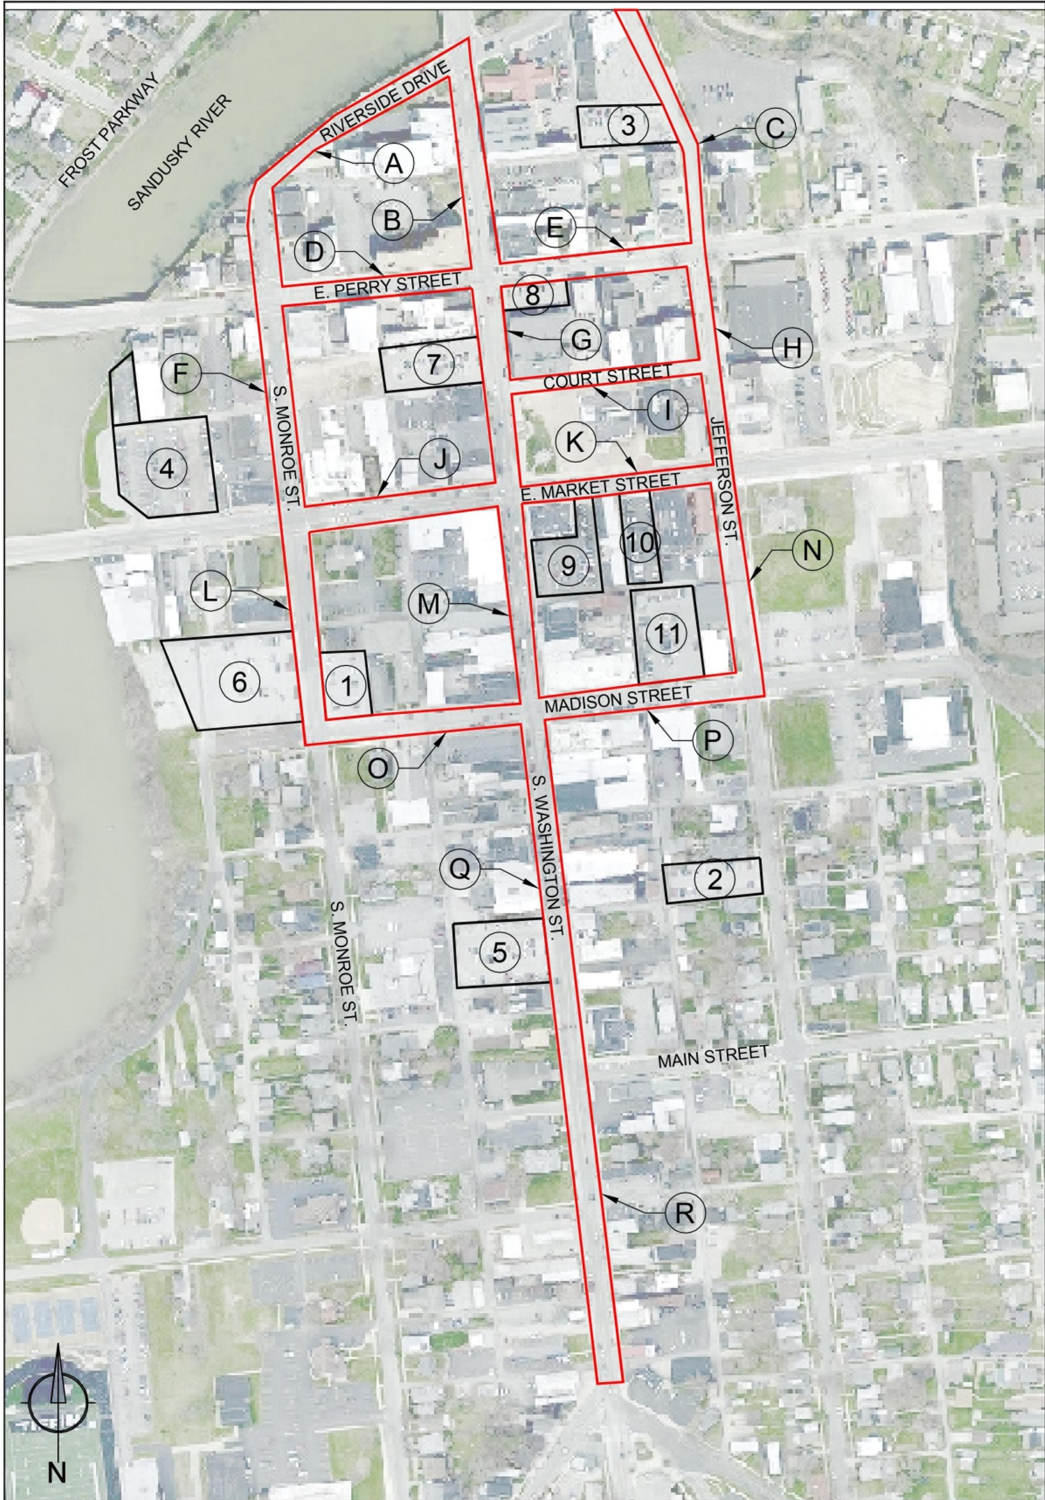 RIVERSIDE DRIVE
FROST PARKWAY
SANDUSKY RIVER
3
C
A
B
E
D
E. PERRY STREET
8
G
H
7
F
COURT STREET
I
S. MONROE ST.
K
J
JEFFERSON ST.
4
E. MARKET STREET
10
9
N
L
M
11
6
1
MADISON STREET
P
O
S. WASHINGTON ST.
Q
2
S. MONROE ST.
5
MAIN STREET
R
N